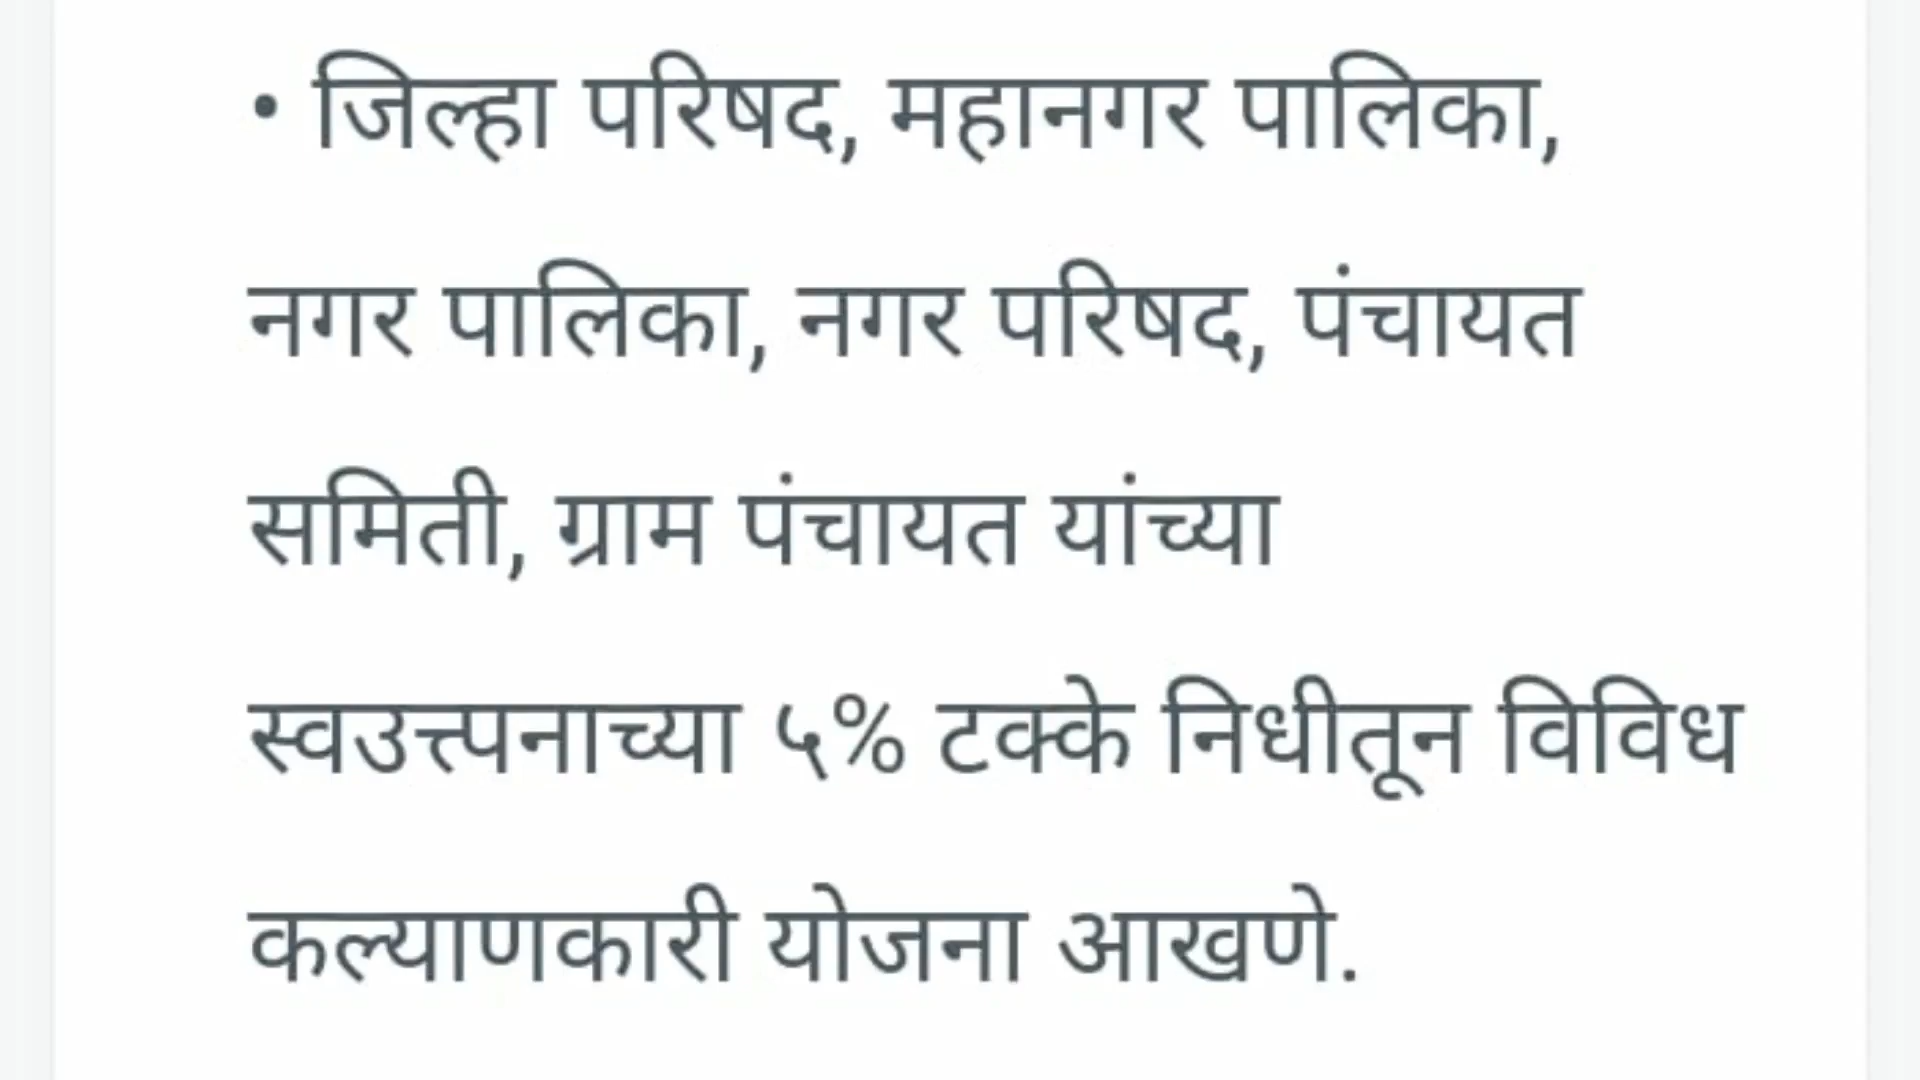 • जिल्हा परिषद, महानगर पालिका,
नगर पालिका, नगर परिषद, पंचायत
समिती, ग्राम पंचायत यांच्या
स्वउत्त्पनाच्या ५% टक्के निधीतून विविध
कल्याणकारी योजना आखणे.